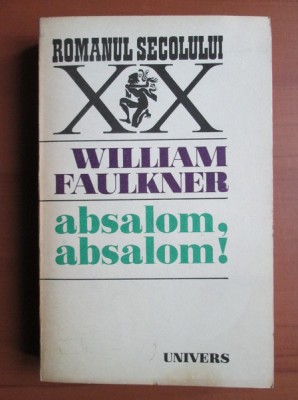 ROMANUL SECOLULUI
XX
WILLIAM
FAULKNER
absalom,
absalom!
UNIVERS